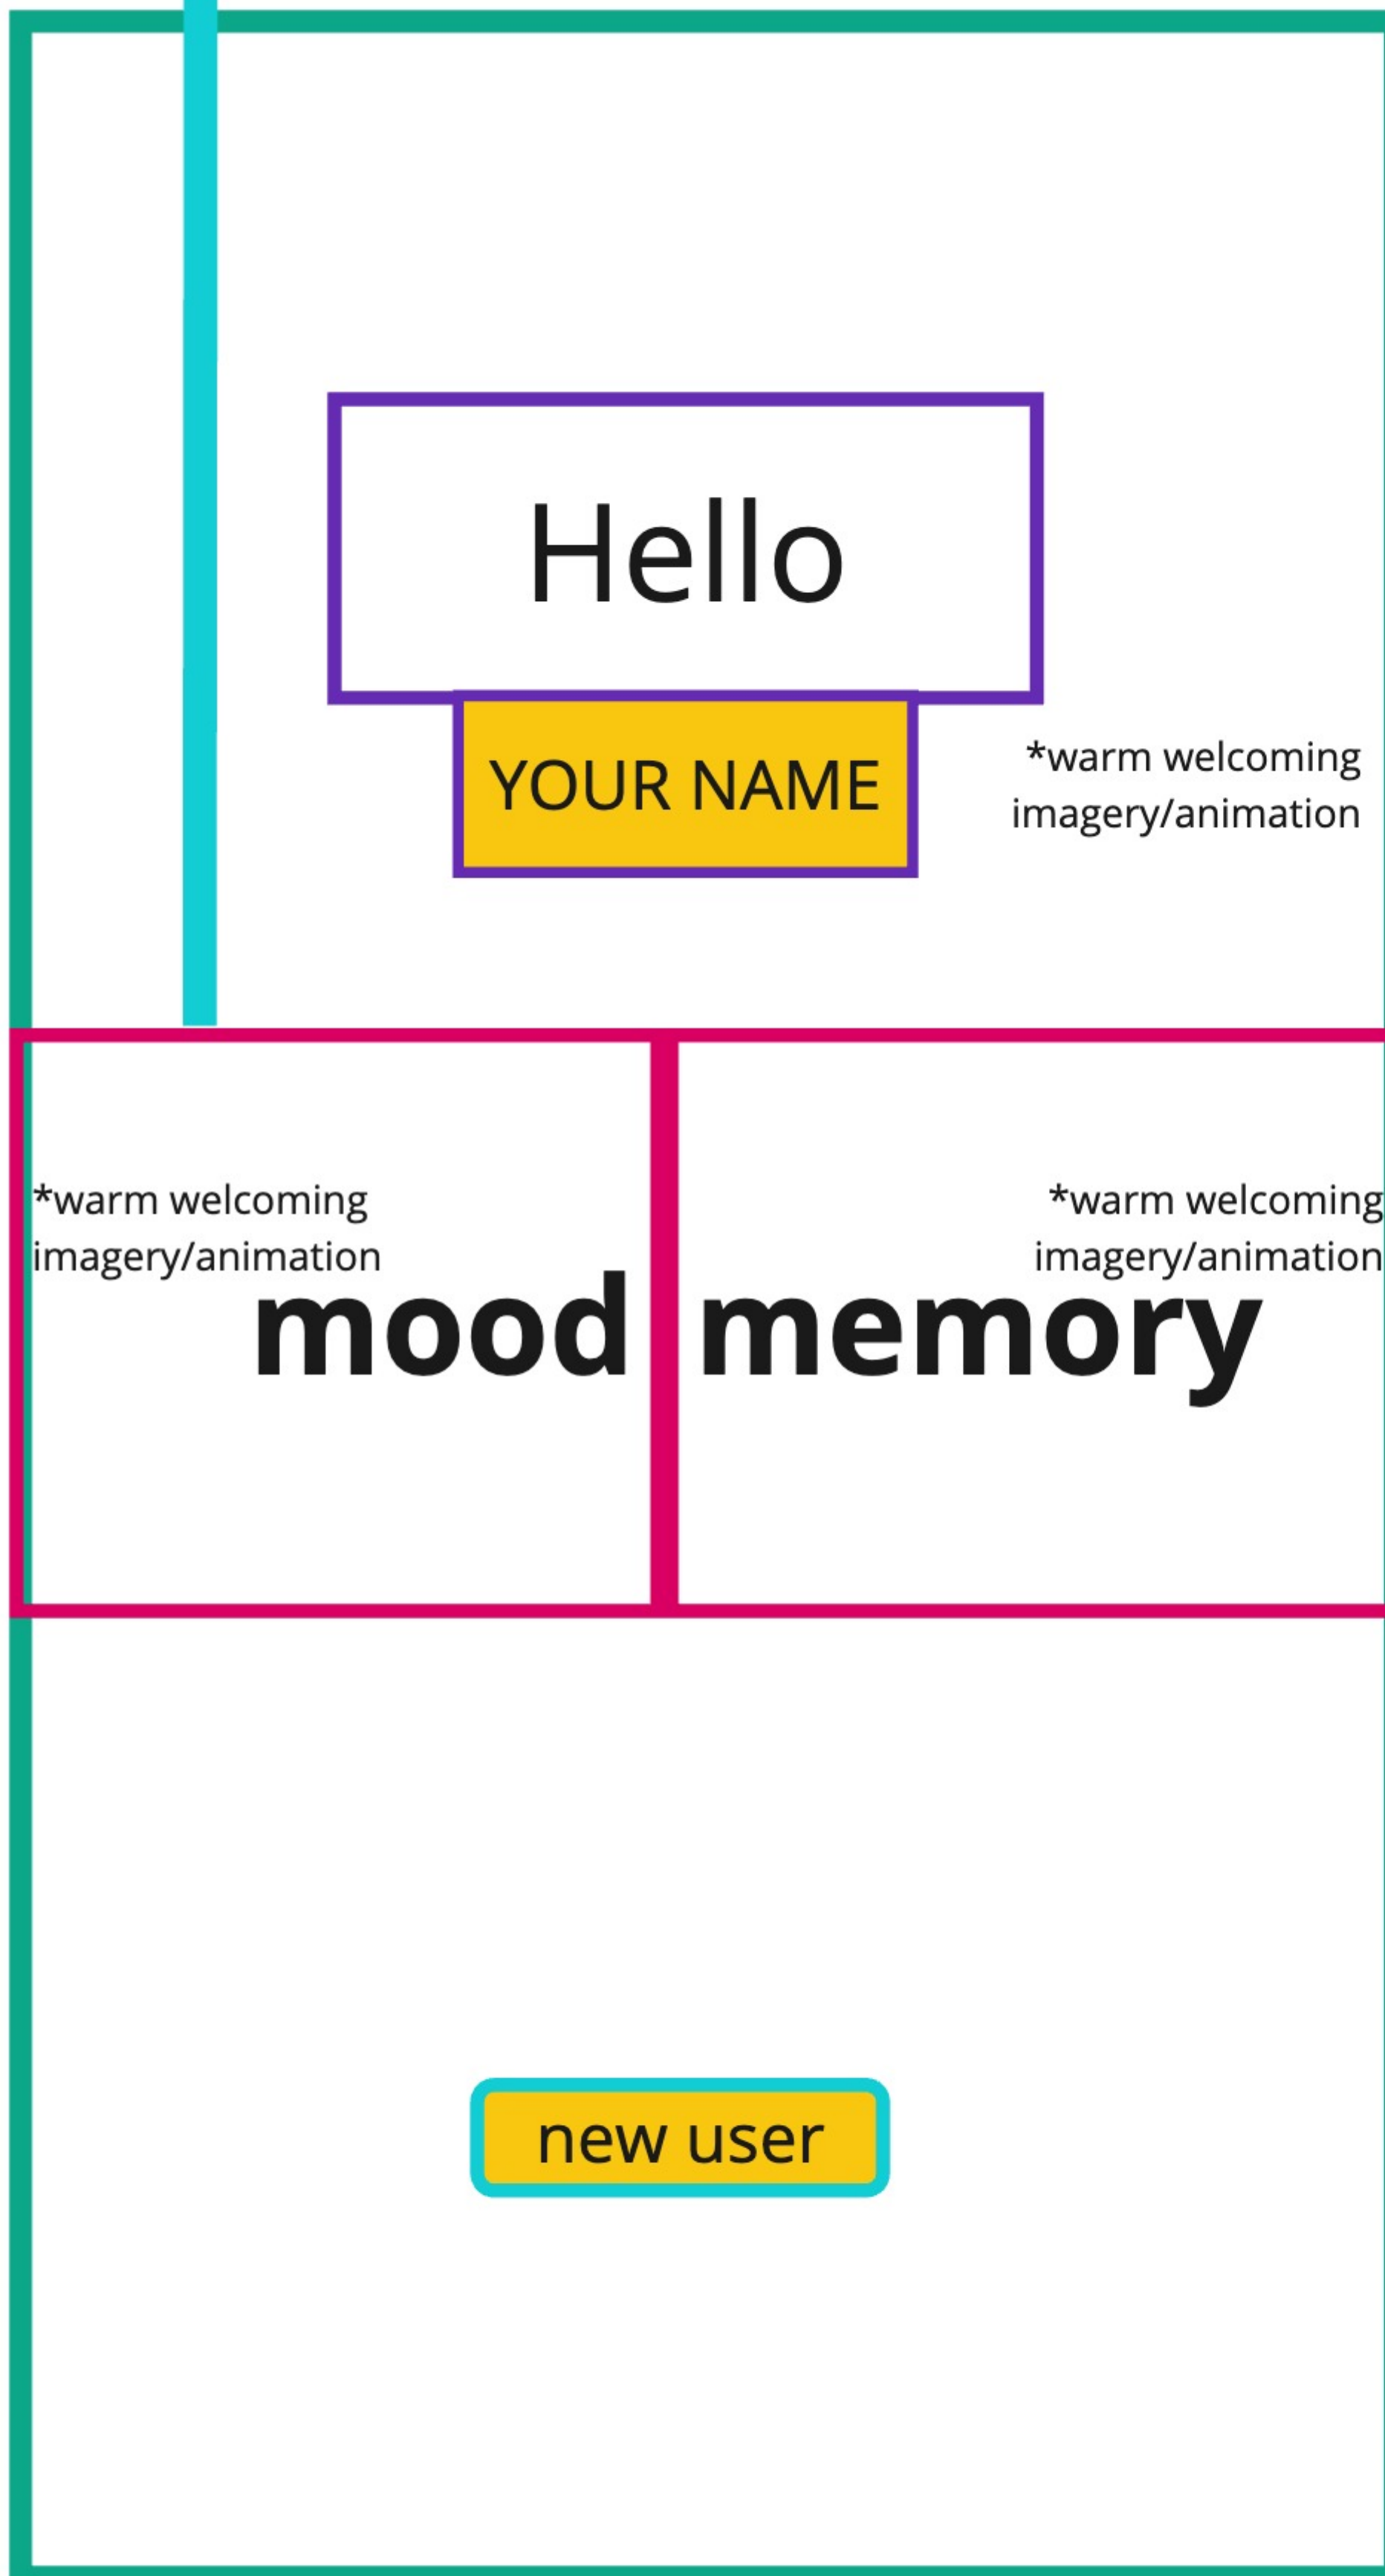 Hello
YOUR NAME
*warm welcoming
imagery/animation
*warm welcoming
imagery/animation
mood
*warm welcoming
imagery/animation
memory
new user